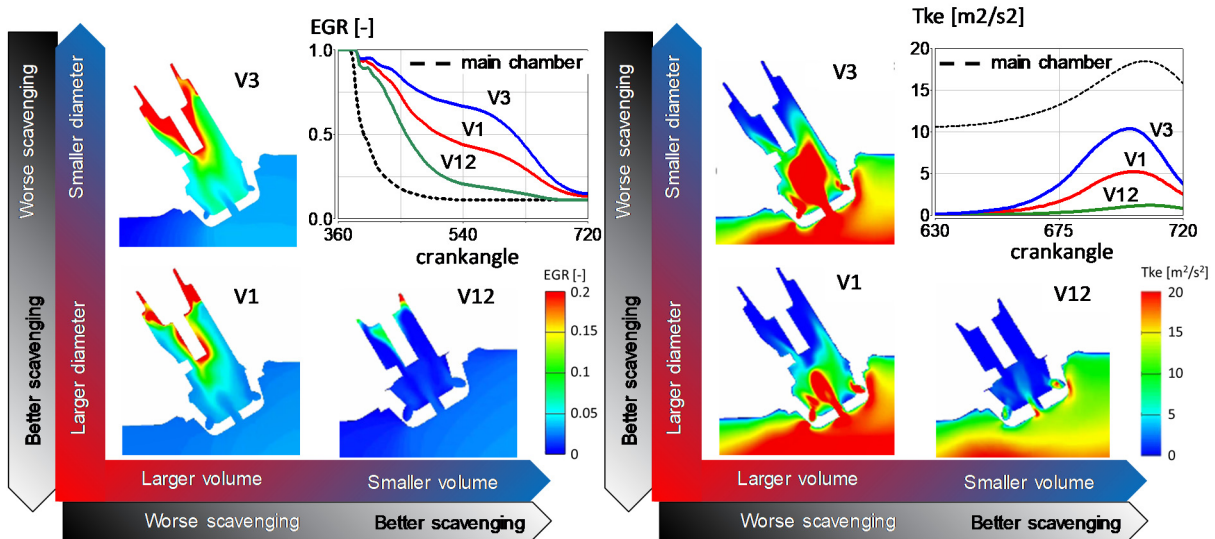 EGR [-]
1.0
0.5
0.0
360
540
720
crankangle
main chamber
V3
V1
V12
V3
V1
V12
EGR [-]
0.2
0.15
0.1
0.05
0
Worse scavenging
Better scavenging
Smaller diameter
Larger diameter
Larger volume
Smaller volume
Worse scavenging
Better scavenging
Tke [m2/s2]
20
15
10
5
0
630
675
720
crankangle
main chamber
V3
V1
V12
V3
V1
V12
Tke [m²/s²]
20
15
10
5
0
Worse scavenging
Better scavenging
Smaller diameter
Larger diameter
Larger volume
Smaller volume
Worse scavenging
Better scavenging